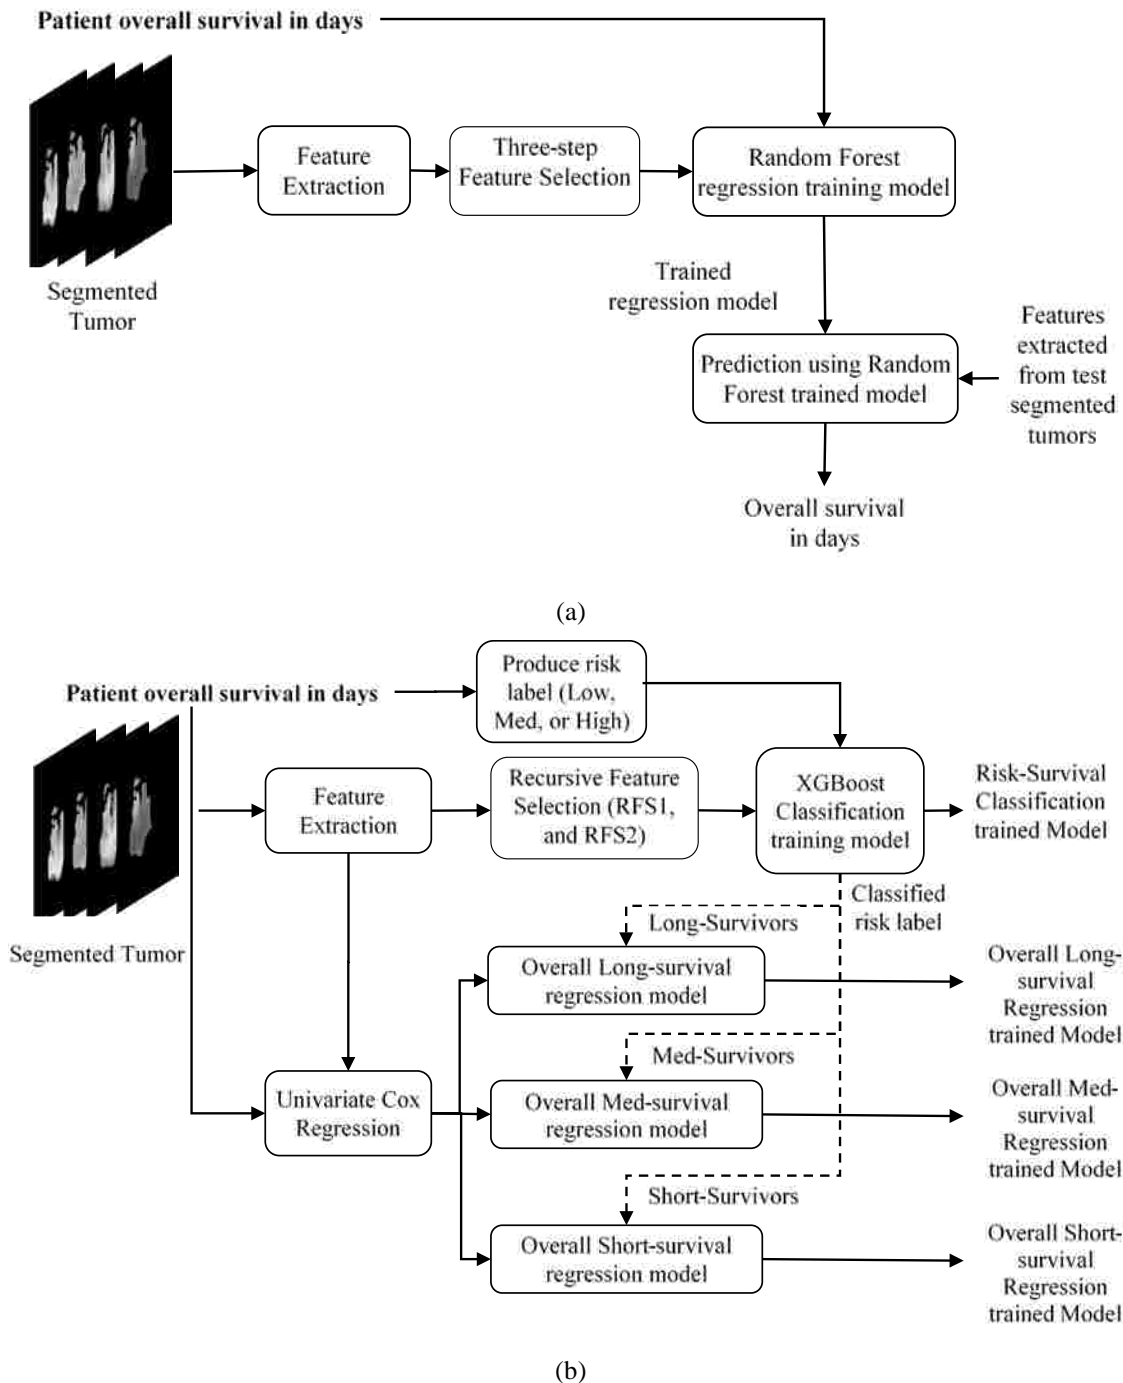 Patient overall survival in days
Feature
Extraction
Three-step
Feature Selection
Random Forest
regression training model
Segmented
Tumor
Trained
regression model
Features
extracted
from test
segmented
tumors
Prediction using Random
Forest trained model
Overall survival
in days
(a)
Patient overall survival in days
Produce risk
label (Low,
Med, or High)
Feature
Extraction
Recursive Feature
Selection (RFS1,
and RFS2)
XGBoost
Classification
training model
Risk-Survival
Classification
trained Model
Segmented Tumor
Classified
risk label
Long-Survivors
Overall Long-survival
regression model
Overall Long-
survival
Regression
trained Model
Med-Survivors
Univariate Cox
Regression
Overall Med-survival
regression model
Overall Med-
survival
Regression
trained Model
Short-Survivors
Overall Short-survival
regression model
Overall Short-
survival
Regression
trained Model
(b)